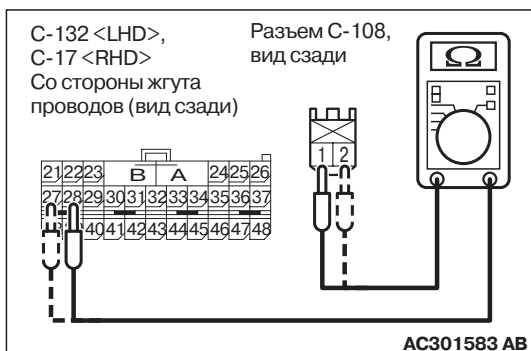 С-132 <LHD>,
С-17 <RHD>
Со стороны жгута
проводов (вид сзади)
Разъем С-108,
вид сзади
Ω
1 2
21 22 23 B A 24 25 26
27 28 29 30 31 32 33 34 35 36 37
40 41 42 43 44 45 46 47 48
AC301583 AB